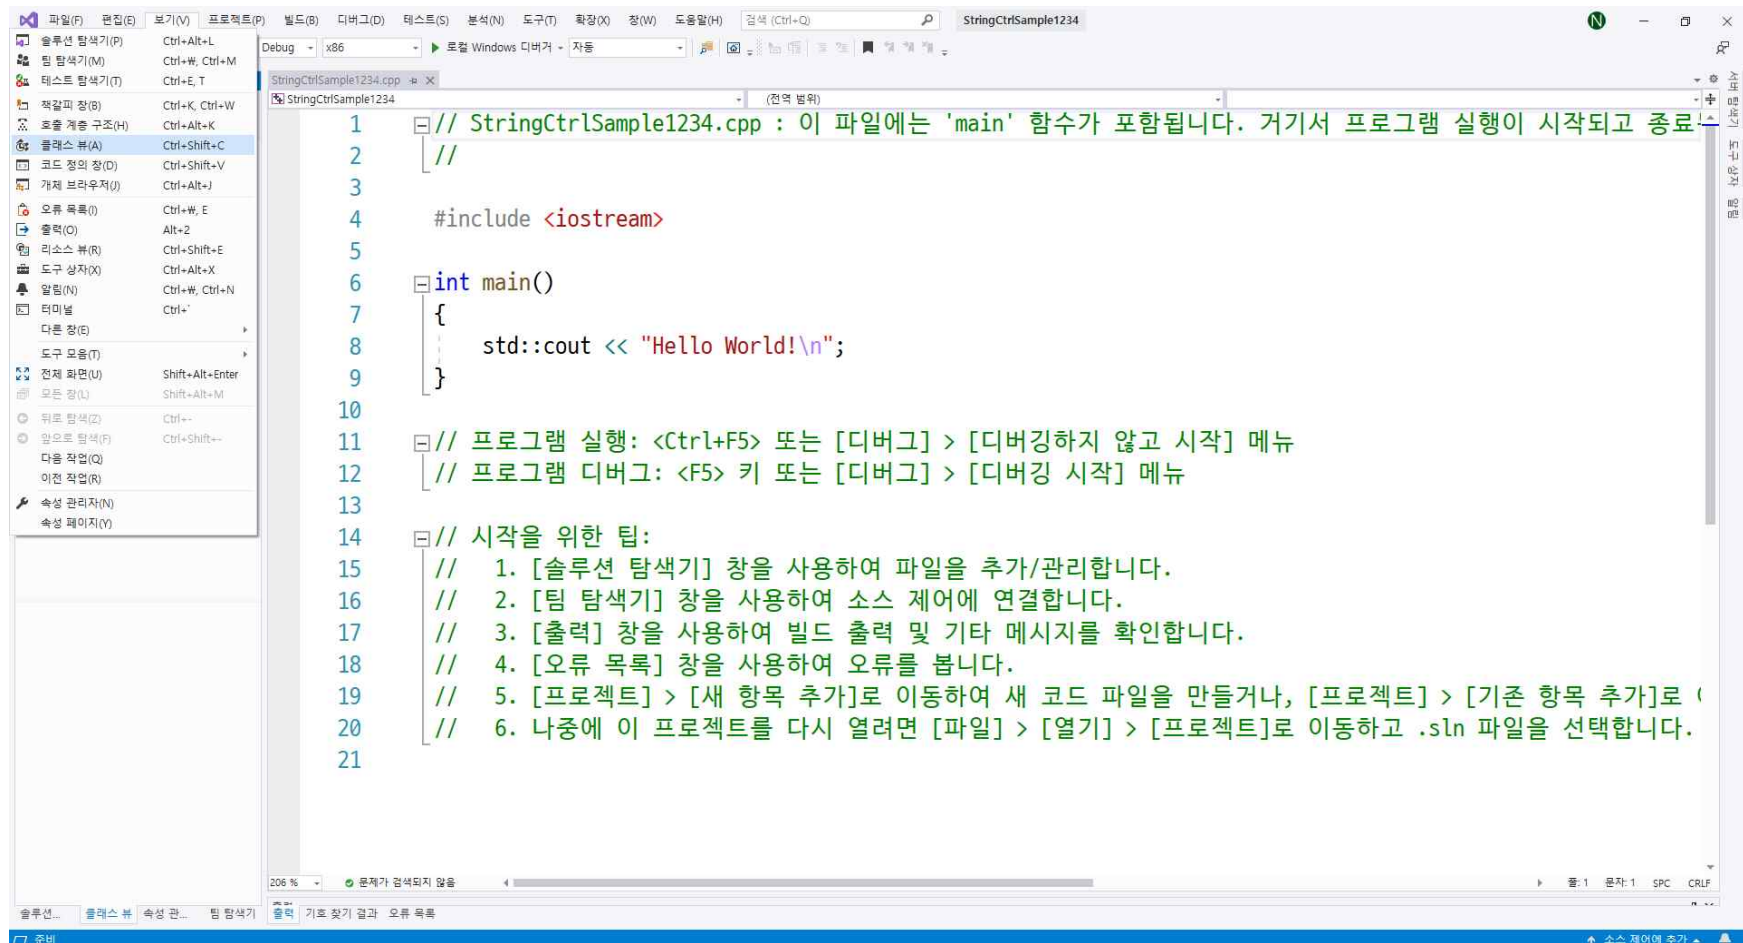 파일(F) 편집(E) 보기(V) 프로젝트(P) 빌드(B) 디버그(D) 테스트(S) 분석(N) 도구(T) 확장(X) 창(W) 도움말(H) 검색 (Ctrl+Q) StringCtrlSample1234 N
솔루션 탐색기(P) Ctrl+Alt+L
팀 탐색기(M) Ctrl+₩, Ctrl+M
테스트 탐색기(T) Ctrl+E, T
책갈피 창(B) Ctrl+K, Ctrl+W
호출 계층 구조(H) Ctrl+Alt+K
클래스 뷰(A) Ctrl+Shift+C
코드 정의 창(D) Ctrl+Shift+V
개체 브라우저(J) Ctrl+Alt+J
오류 목록(I) Ctrl+₩, E
출력(O) Alt+2
리소스 뷰(R) Ctrl+Shift+E
도구 상자(X) Ctrl+Alt+X
알림(N) Ctrl+₩, Ctrl+N
터미널 Ctrl+`
다른 창(E)
도구 모음(T)
전체 화면(U) Shift+Alt+Enter
모든 창(L) Shift+Alt+M
뒤로 탐색(Z) Ctrl+-
앞으로 탐색(F) Ctrl+Shift+-
다음 작업(Q)
이전 작업(R)
속성 관리자(N)
속성 페이지(Y)
Debug x86 로컬 Windows 디버거 자동
StringCtrlSample1234.cpp
StringCtrlSample1234 (전역 범위)
1 // StringCtrlSample1234.cpp : 이 파일에는 'main' 함수가 포함됩니다. 거기서 프로그램 실행이 시작되고
2 //
3
4 #include <iostream>
5
6 int main()
7 {
8 std::cout << "Hello World!\n";
9 }
10
11 // 프로그램 실행: <Ctrl+F5> 또는 [디버그] > [디버깅하지 않고 시작] 메뉴
12 // 프로그램 디버그: <F5> 키 또는 [디버그] > [디버깅 시작] 메뉴
13
14 // 시작을 위한 팁:
15 // 1. [솔루션 탐색기] 창을 사용하여 파일을 추가/관리합니다.
16 // 2. [팀 탐색기] 창을 사용하여 소스 제어에 연결합니다.
17 // 3. [출력] 창을 사용하여 빌드 출력 및 기타 메시지를 확인합니다.
18 // 4. [오류 목록] 창을 사용하여 오류를 봅니다.
19 // 5. [프로젝트] > [새 항목 추가]로 이동하여 새 코드 파일을 만들거나, [프로젝트] > [기존 항목 추가]로
20 // 6. 나중에 이 프로젝트를 다시 열려면 [파일] > [열기] > [프로젝트]로 이동하고 .sln 파일을 선택합니다.
21
서버 탐색기
도구 상자
알림
206 % 문제가 검색되지 않음 줄: 1 문자: 1 SPC CRLF
솔루션... 클래스 뷰 속성 관... 팀 탐색기 출력 기호 찾기 결과 오류 목록
준비 소스 제어에 추가